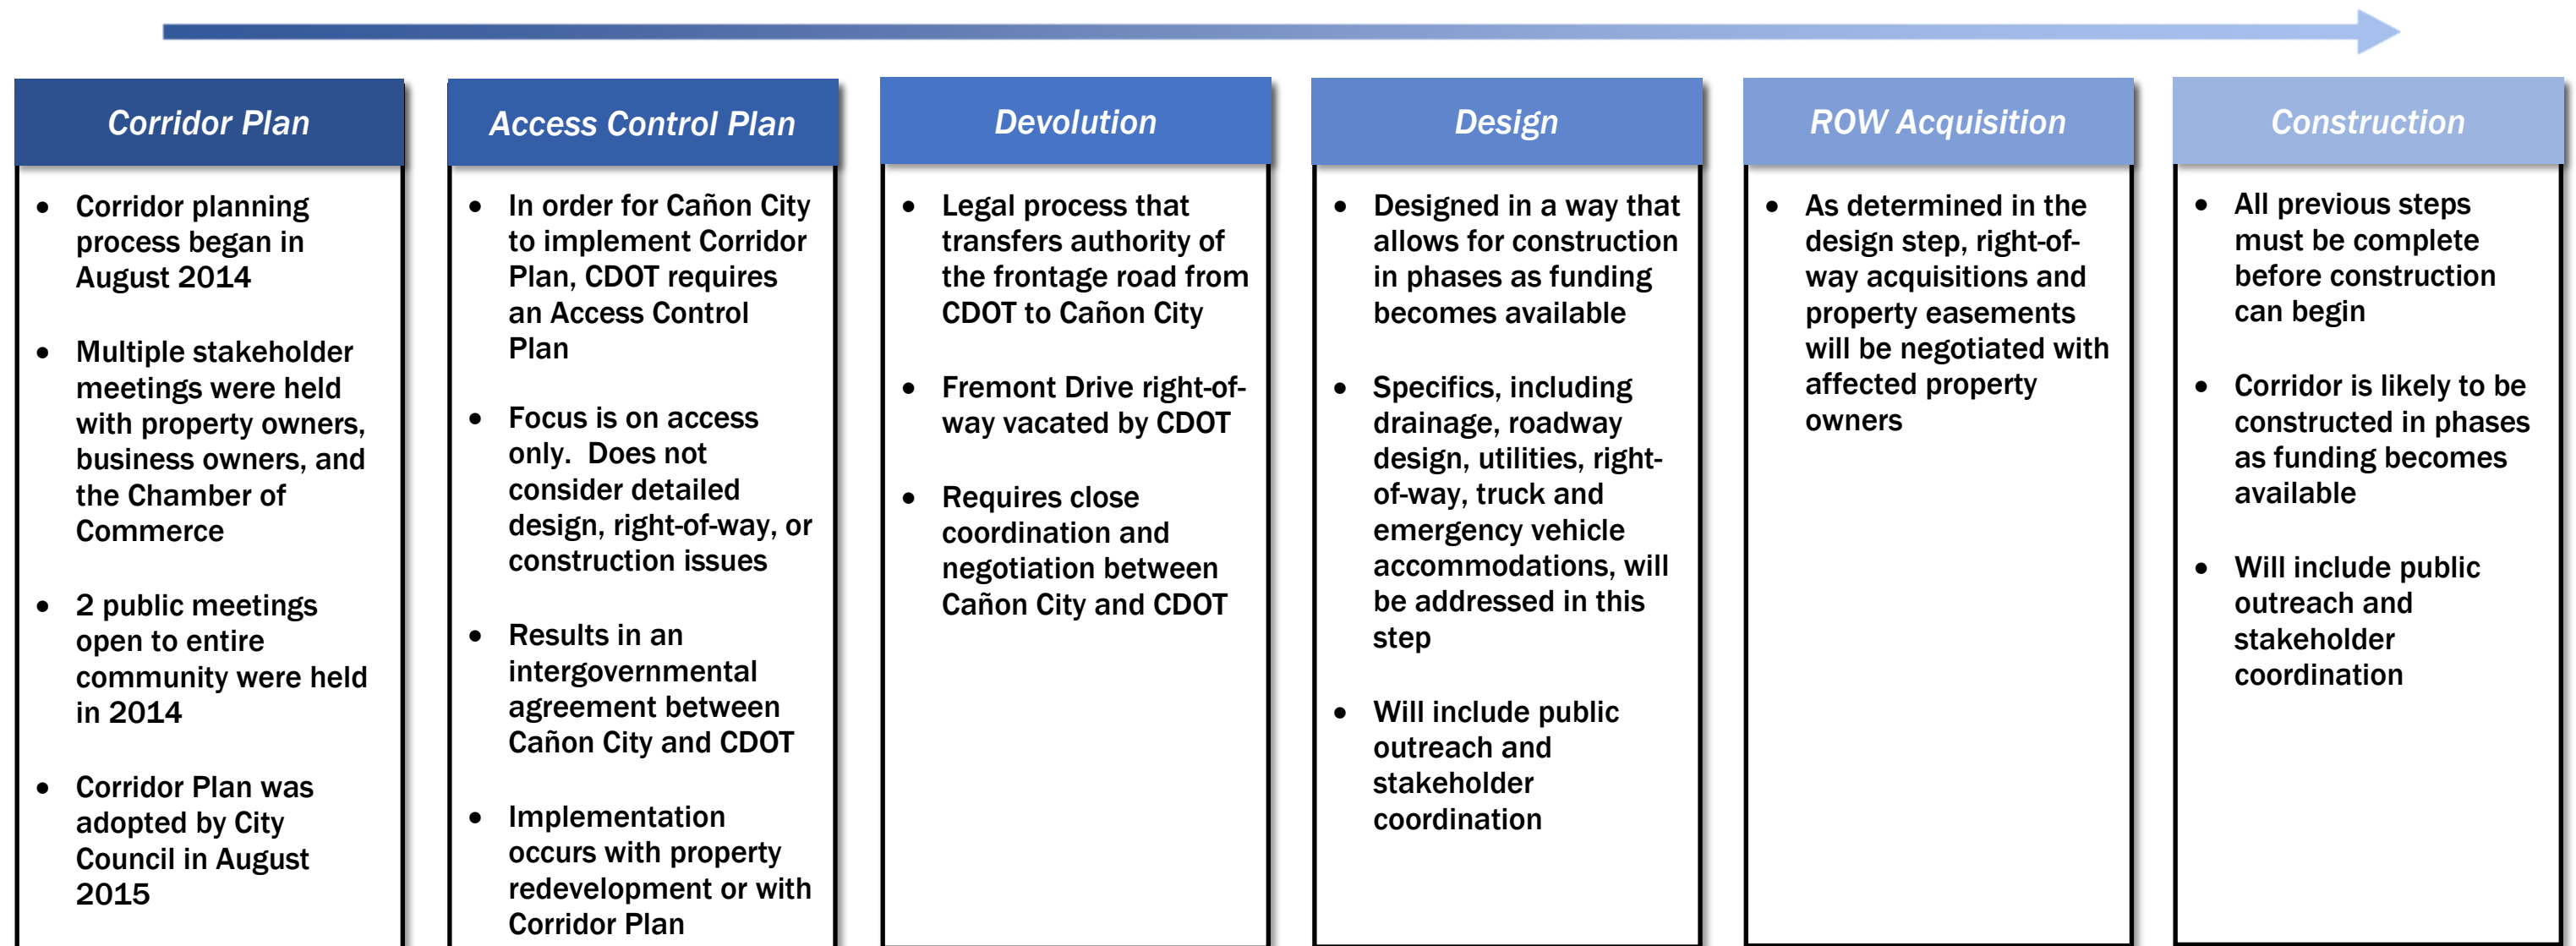 Corridor Plan
• Corridor planning
process began in
August 2014
• Multiple stakeholder
meetings were held
with property owners,
business owners, and
the Chamber of
Commerce
• 2 public meetings
open to entire
community were held
in 2014
• Corridor Plan was
adopted by City
Council in August
2015
Access Control Plan
• In order for Cañon City
to implement Corridor
Plan, CDOT requires
an Access Control
Plan
• Focus is on access
only.  Does not
consider detailed
design, right-of-way, or
construction issues
• Results in an
intergovernmental
agreement between
Cañon City and CDOT
• Implementation
occurs with property
redevelopment or with
Corridor Plan
Devolution
• Legal process that
transfers authority of
the frontage road from
CDOT to Cañon City
• Fremont Drive right-of-
way vacated by CDOT
• Requires close
coordination and
negotiation between
Cañon City and CDOT
Design
• Designed in a way that
allows for construction
in phases as funding
becomes available
• Specifics, including
drainage, roadway
design, utilities, right-
of-way, truck and
emergency vehicle
accommodations, will
be addressed in this
step
• Will include public
outreach and
stakeholder
coordination
ROW Acquisition
• As determined in the
design step, right-of-
way acquisitions and
property easements
will be negotiated with
affected property
owners
Construction
• All previous steps
must be complete
before construction
can begin
• Corridor is likely to be
constructed in phases
as funding becomes
available
• Will include public
outreach and
stakeholder
coordination